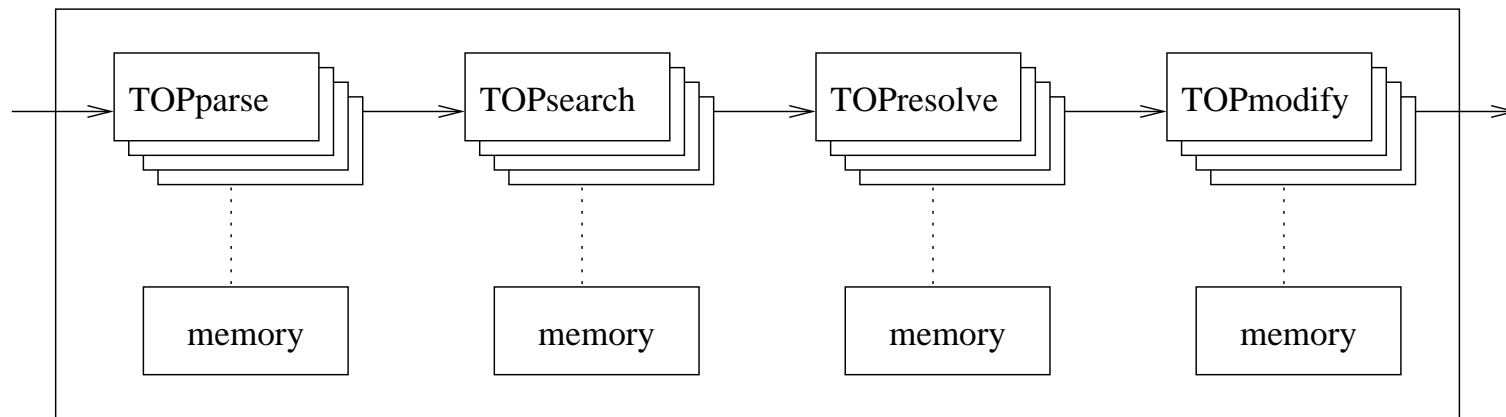 TOPparse
TOPsearch
TOPresolve
TOPmodify
memory
memory
memory
memory